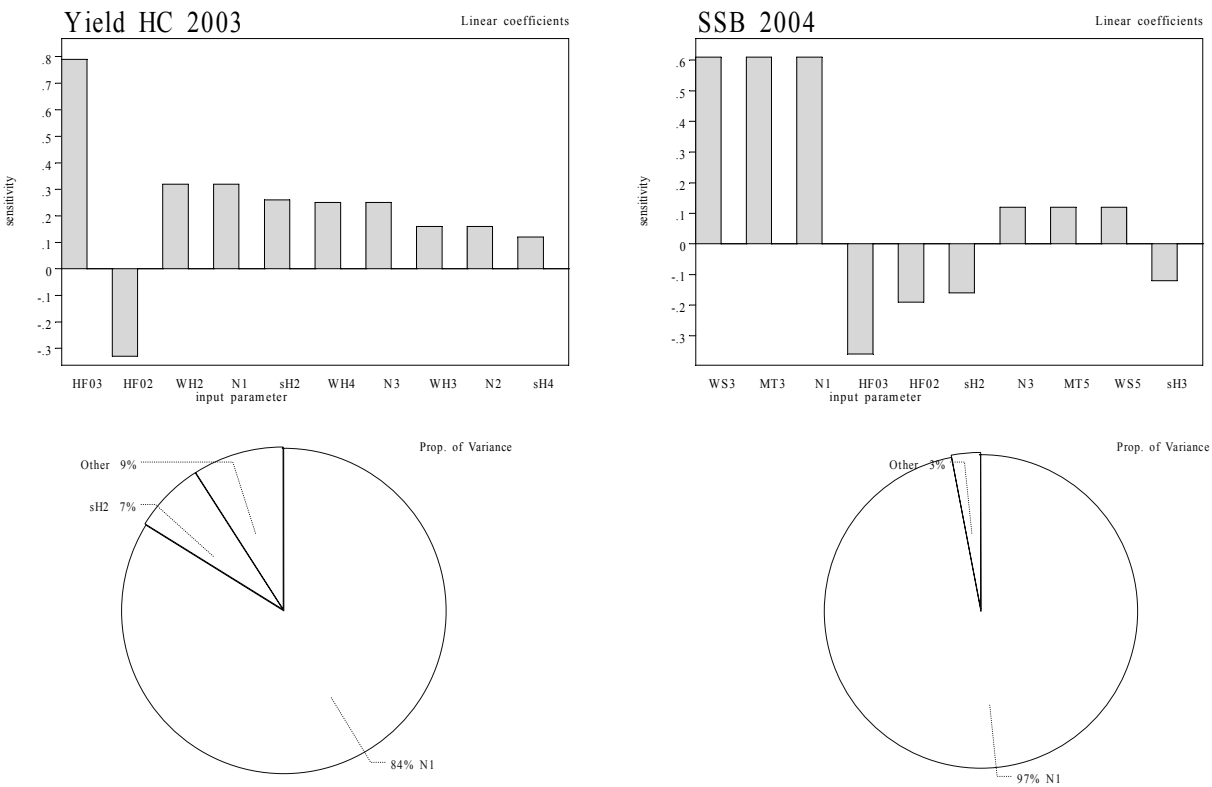 Yield HC 2003
Linear coefficients
sensitivity
.8
.7
.6
.5
.4
.3
.2
.1
0
-.1
-.2
-.3
HF03 HF02 WH2 N1 sH2 WH4 N3 WH3 N2 sH4
input parameter
SSB 2004
Linear coefficients
sensitivity
.6
.5
.4
.3
.2
.1
0
-.1
-.2
-.3
WS3 MT3 N1 HF03 HF02 sH2 N3 MT5 WS5 sH3
input parameter
Prop. of Variance
Other 9%
sH2 7%
84% N1
Prop. of Variance
Other 3%
97% N1